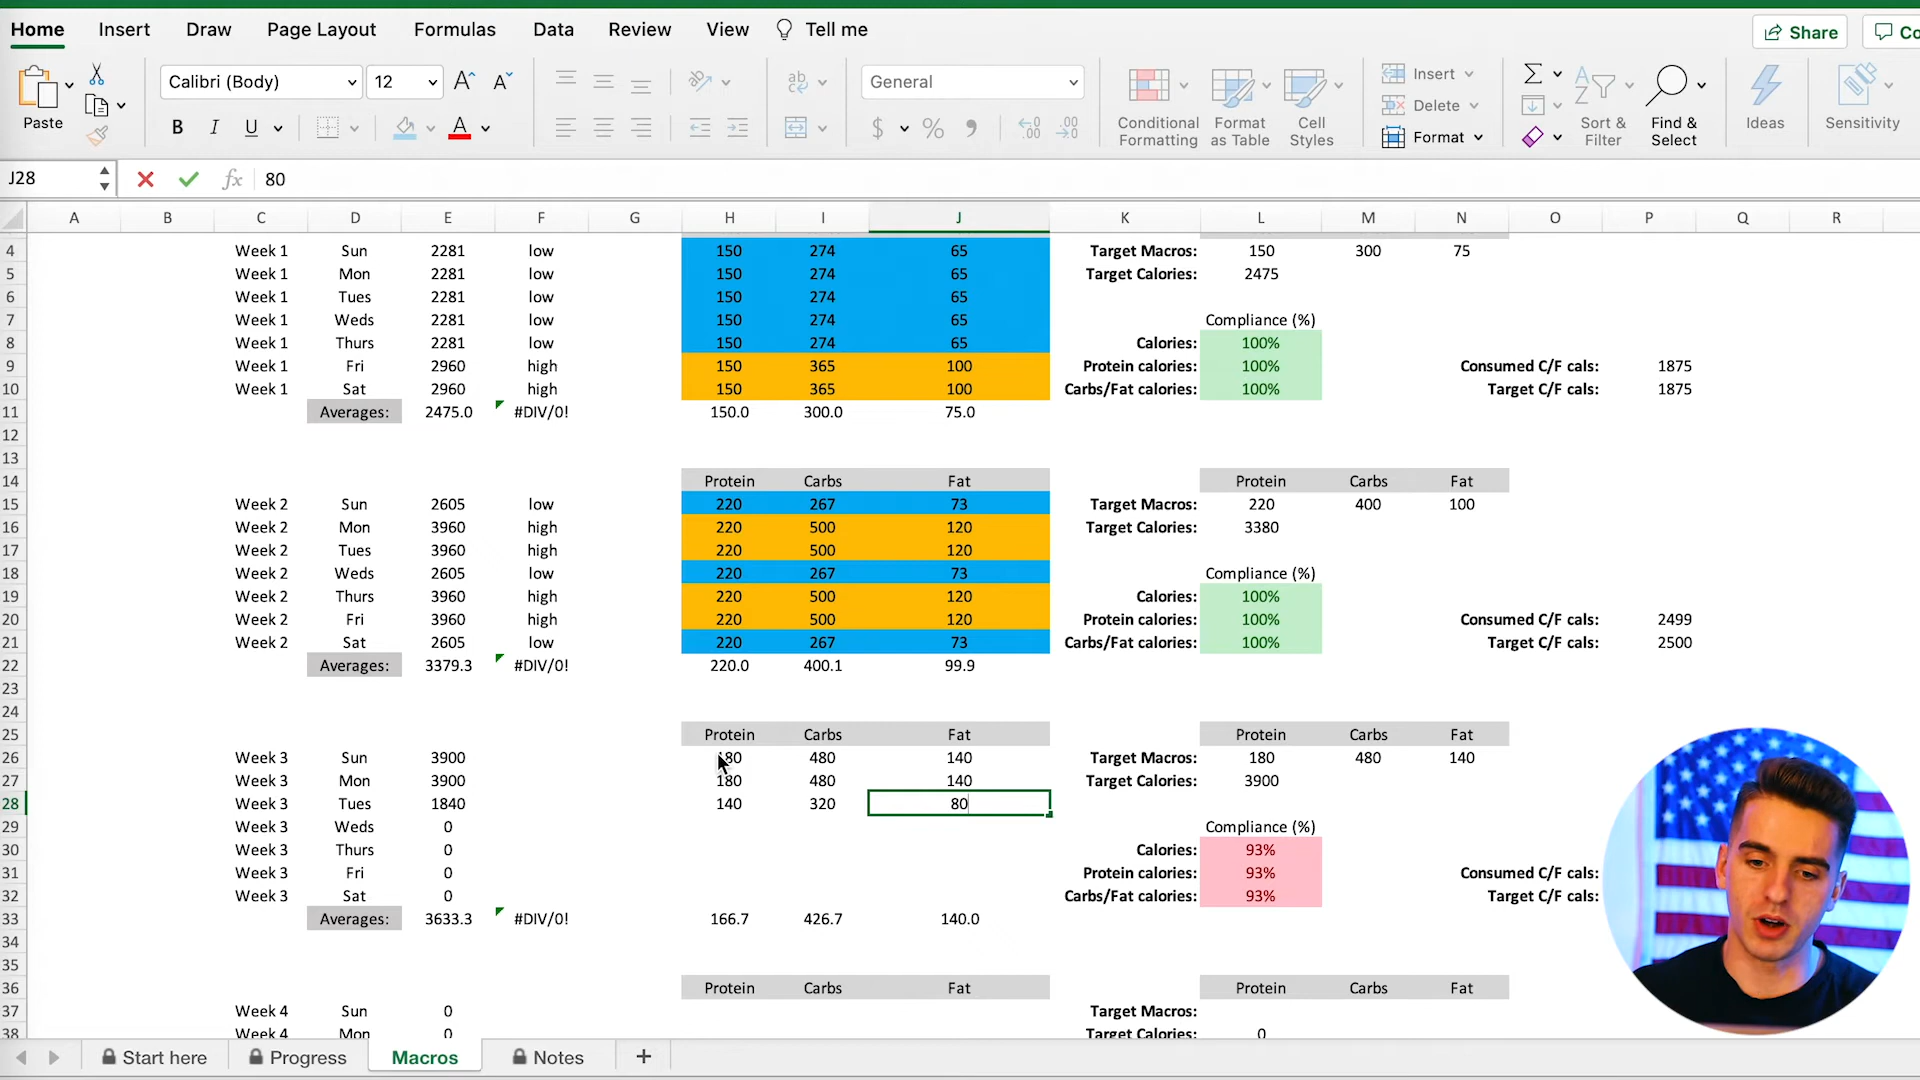 Home Insert Draw Page Layout Formulas Data Review View Tell me Share Co
Paste Calibri (Body) 12 A A General Insert
B I U A $ % Delete
Conditional Formatting Format as Table Cell Styles Format Sort & Filter Find & Select Ideas Sensitivity
J28 fx 80
A B C D E F G H I J K L M N O P Q R
4 Week 1 Sun 2281 low 150 274 65 Target Macros: 150 300 75
5 Week 1 Mon 2281 low 150 274 65 Target Calories: 2475
6 Week 1 Tues 2281 low 150 274 65
7 Week 1 Weds 2281 low 150 274 65 Compliance (%)
8 Week 1 Thurs 2281 low 150 274 65 Calories: 100%
9 Week 1 Fri 2960 high 150 365 100 Protein calories: 100% Consumed C/F cals: 1875
10 Week 1 Sat 2960 high 150 365 100 Carbs/Fat calories: 100% Target C/F cals: 1875
11 Averages: 2475.0 #DIV/0! 150.0 300.0 75.0
12
13
14 Protein Carbs Fat Protein Carbs Fat
15 Week 2 Sun 2605 low 220 267 73 Target Macros: 220 400 100
16 Week 2 Mon 3960 high 220 500 120 Target Calories: 3380
17 Week 2 Tues 3960 high 220 500 120
18 Week 2 Weds 2605 low 220 267 73 Compliance (%)
19 Week 2 Thurs 3960 high 220 500 120 Calories: 100%
20 Week 2 Fri 3960 high 220 500 120 Protein calories: 100% Consumed C/F cals: 2499
21 Week 2 Sat 2605 low 220 267 73 Carbs/Fat calories: 100% Target C/F cals: 2500
22 Averages: 3379.3 #DIV/0! 220.0 400.1 99.9
23
24
25 Protein Carbs Fat Protein Carbs Fat
26 Week 3 Sun 3900 180 480 140 Target Macros: 180 480 140
27 Week 3 Mon 3900 180 480 140 Target Calories: 3900
28 Week 3 Tues 1840 140 320 80
29 Week 3 Weds 0 Compliance (%)
30 Week 3 Thurs 0 Calories: 93%
31 Week 3 Fri 0 Protein calories: 93% Consumed C/F cals:
32 Week 3 Sat 0 Carbs/Fat calories: 93% Target C/F cals:
33 Averages: 3633.3 #DIV/0! 166.7 426.7 140.0
34
35
36 Protein Carbs Fat Protein Carbs Fat
37 Week 4 Sun 0 Target Macros:
38 Week 4 Mon 0 Target Calories: 0
Start here Progress Macros Notes +